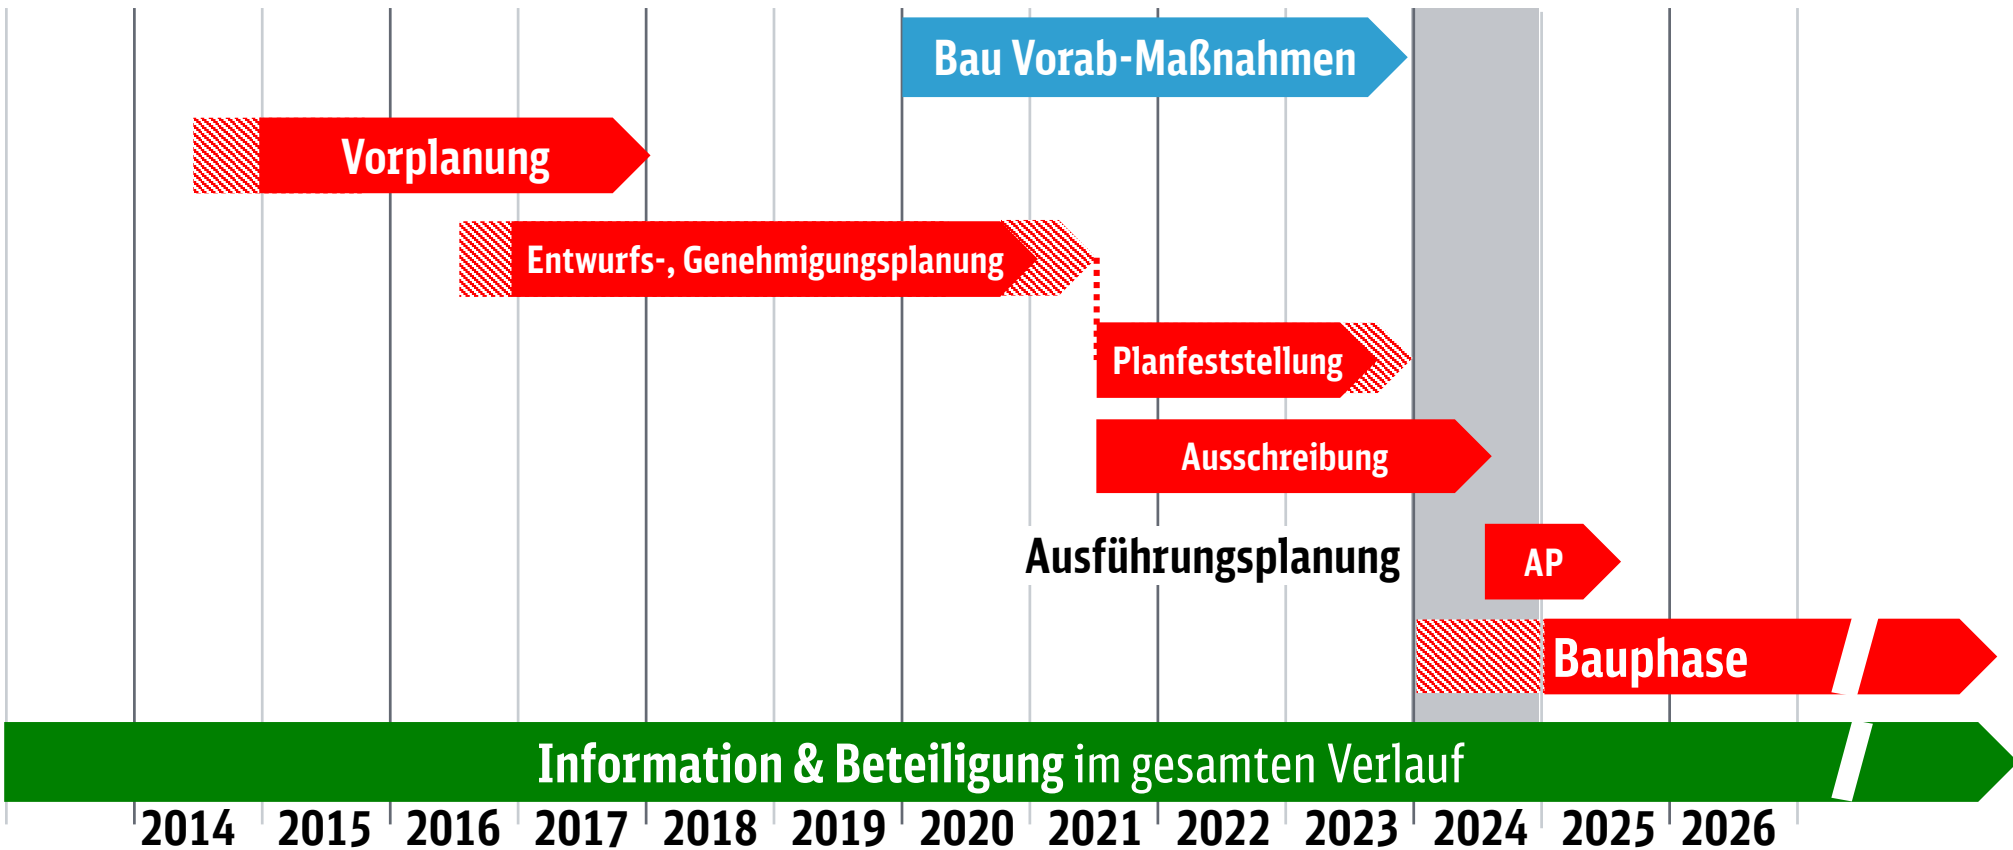 Bau Vorab-Maßnahmen
Vorplanung
Entwurfs-, Genehmigungsplanung
Planfeststellung
Ausschreibung
Ausführungsplanung AP
Bauphase
Information & Beteiligung im gesamten Verlauf
2014 2015 2016 2017 2018 2019 2020 2021 2022 2023 2024 2025 2026